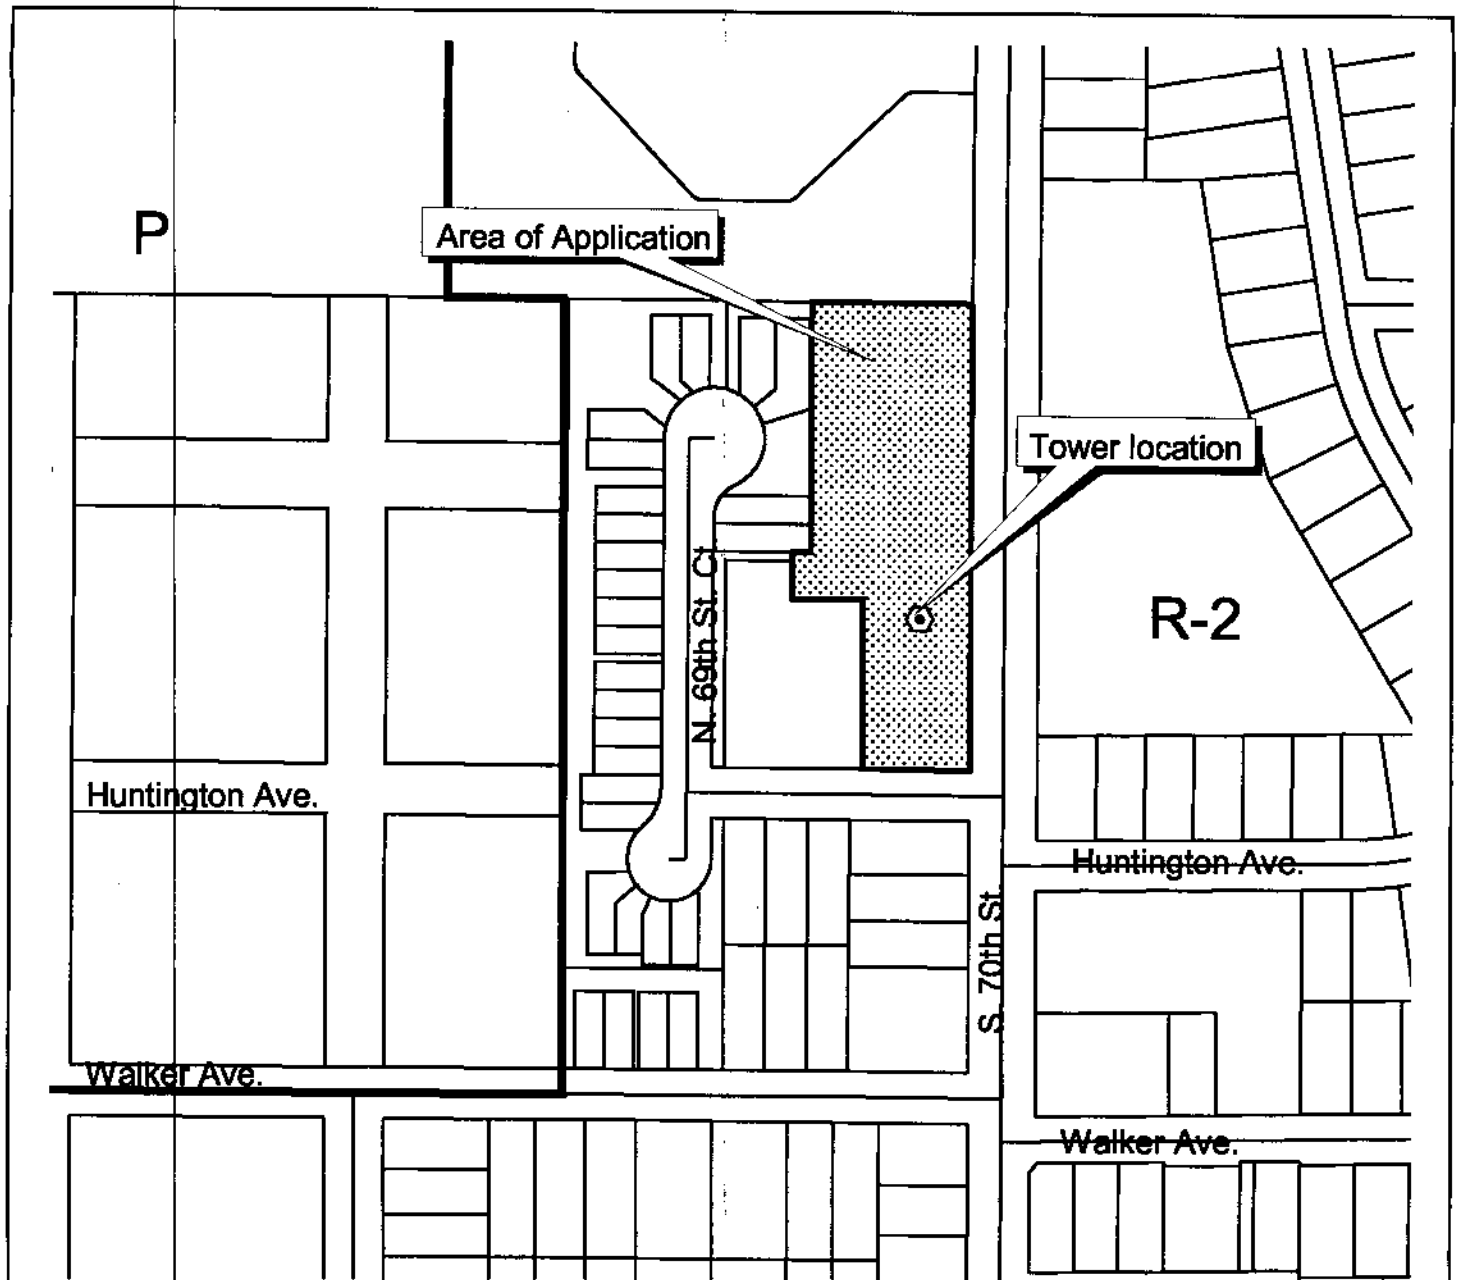 P
Area of Application
Tower location
R-2
N. 69th St. Ct
Huntington Ave.
Huntington Ave.
S. 70th St.
Walker Ave.
Walker Ave.